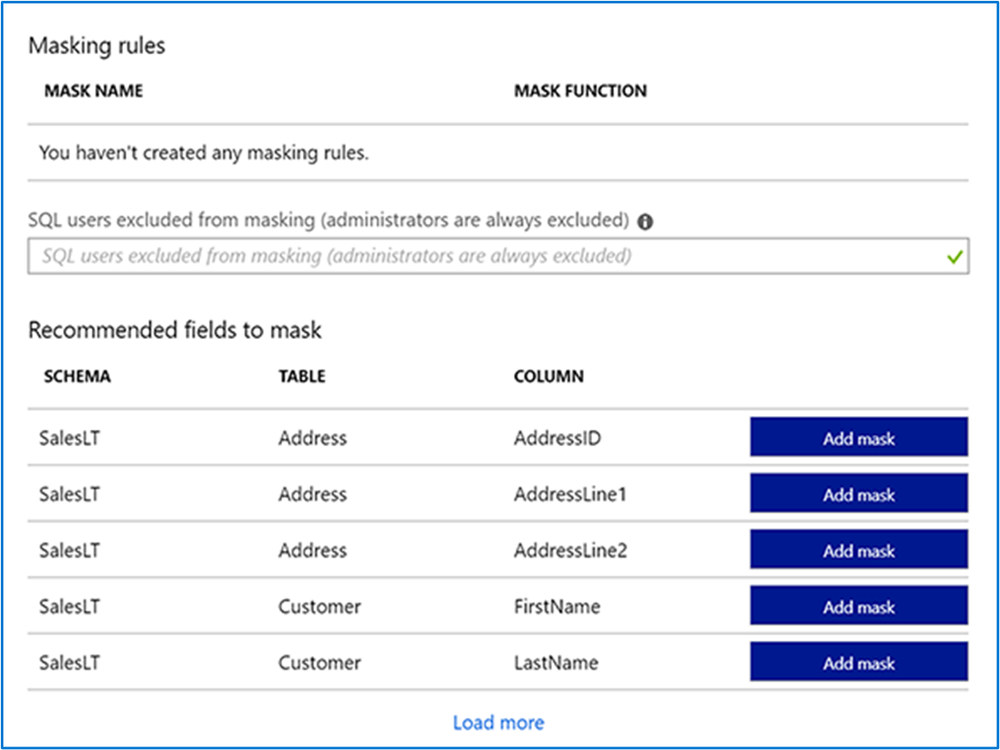 Masking rules
MASK NAME MASK FUNCTION
You haven't created any masking rules.
SQL users excluded from masking (administrators are always excluded)
SQL users excluded from masking (administrators are always excluded)
Recommended fields to mask
SCHEMA TABLE COLUMN
SalesLT Address AddressID Add mask
SalesLT Address AddressLine1 Add mask
SalesLT Address AddressLine2 Add mask
SalesLT Customer FirstName Add mask
SalesLT Customer LastName Add mask
Load more